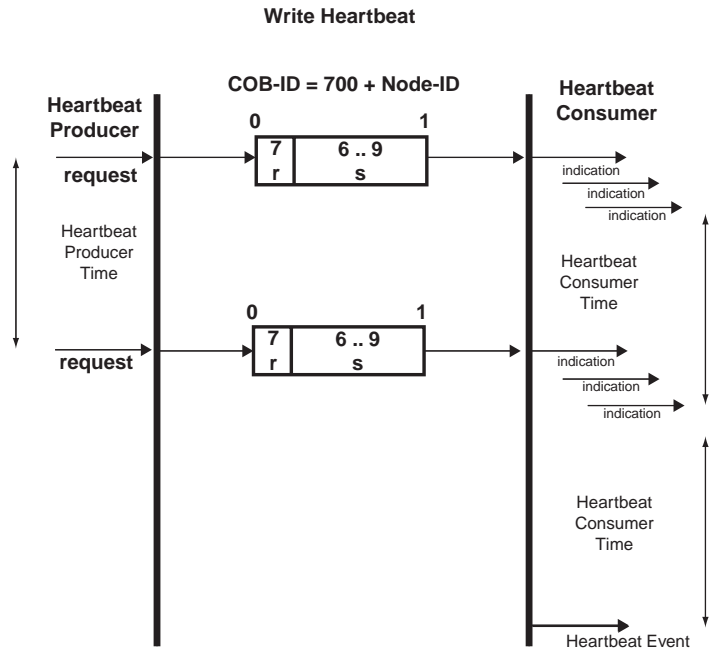 Write Heartbeat
COB-ID = 700 + Node-ID
Heartbeat
Producer
Heartbeat
Consumer
0 1
7 6 .. 9
r s
request
indication
indication
indication
Heartbeat
Producer
Time
Heartbeat
Consumer
Time
0 1
7 6 .. 9
r s
request
indication
indication
indication
Heartbeat
Consumer
Time
Heartbeat Event